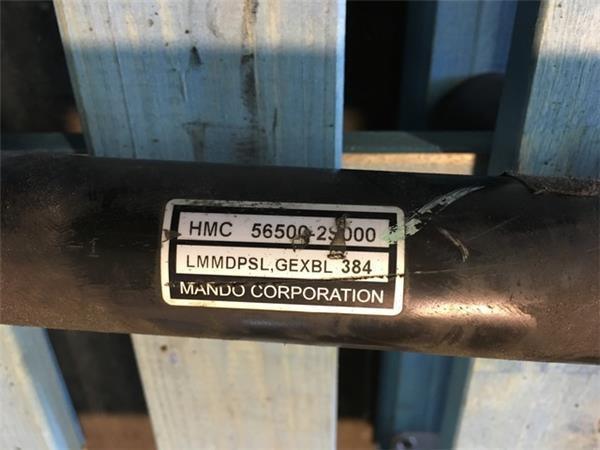 HMC 56500-2S000
LMMDPSL,GEXBL 384
MANDO CORPORATION